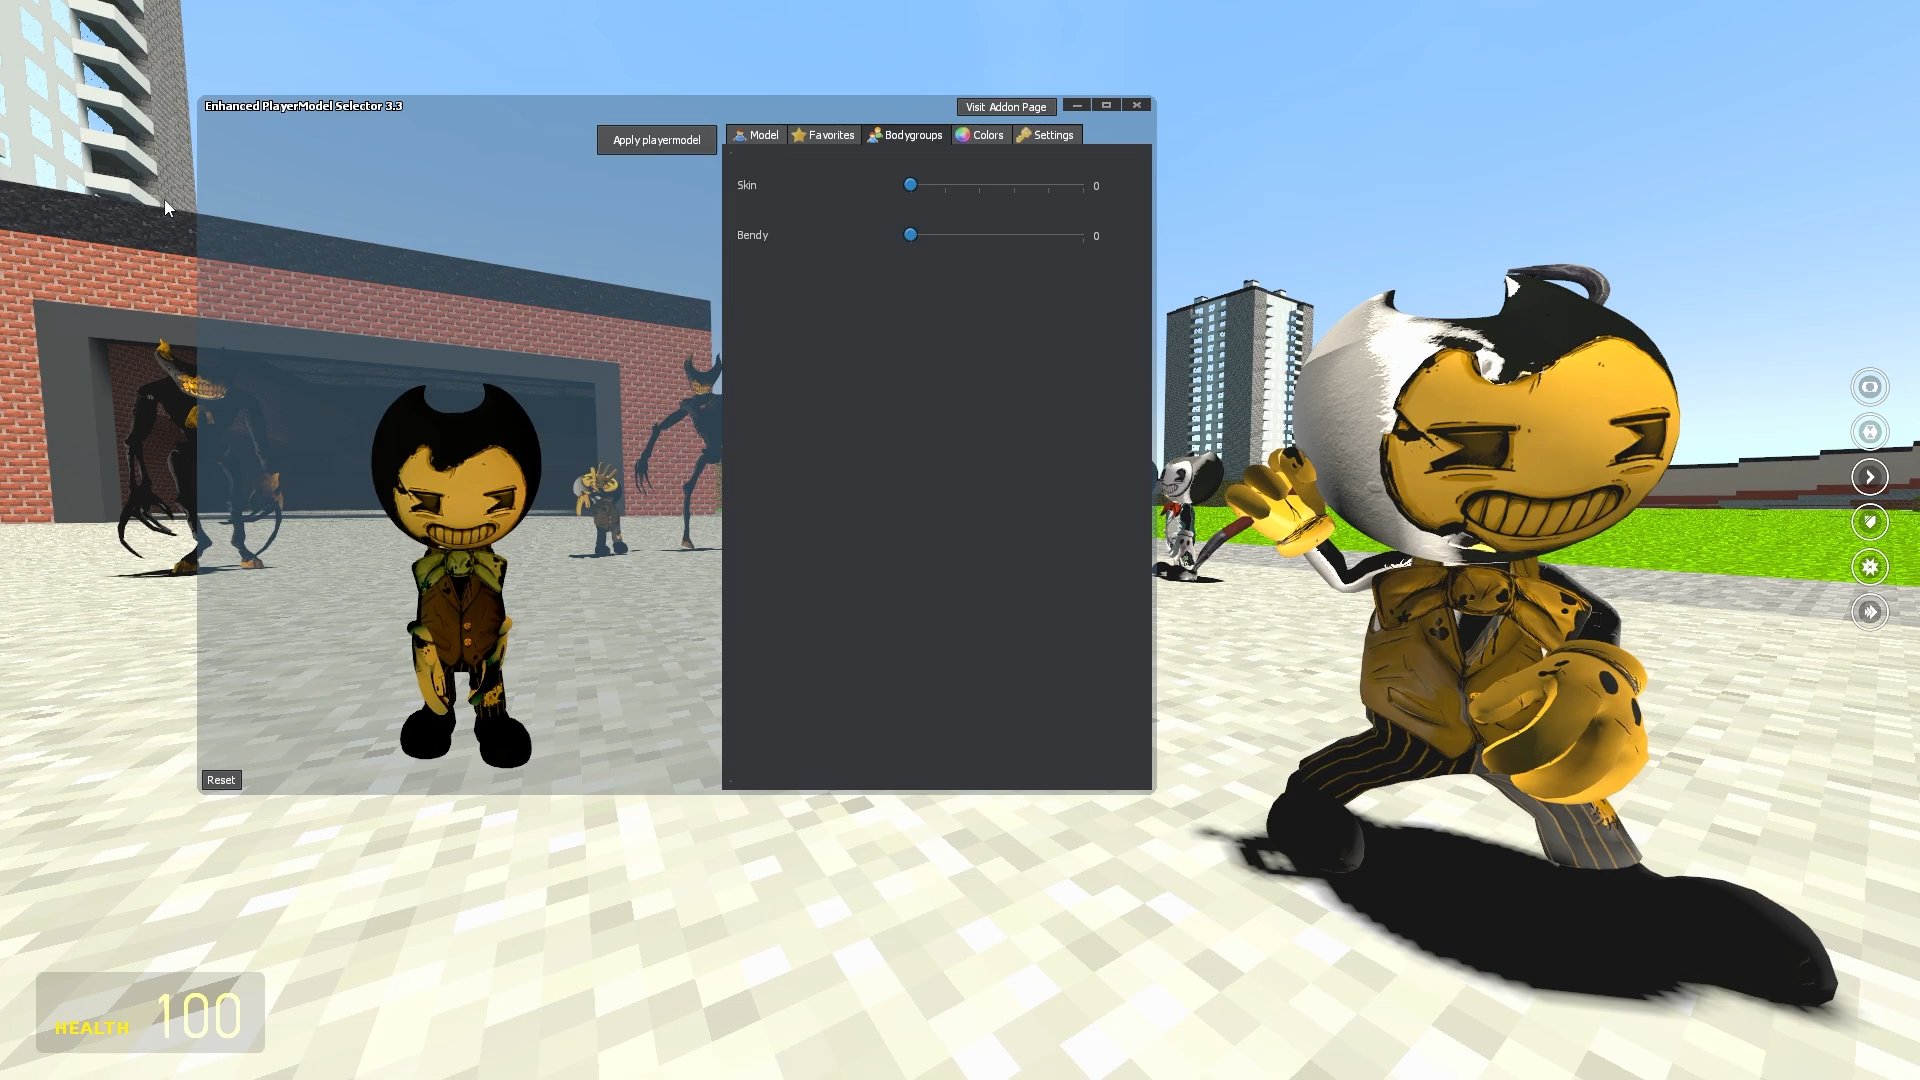 Enhanced PlayerModel Selector 3.3
Visit Addon Page
Apply playermodel
Model Favorites Bodygroups Colors Settings
Skin 0
Bendy 0
Reset
HEALTH 100